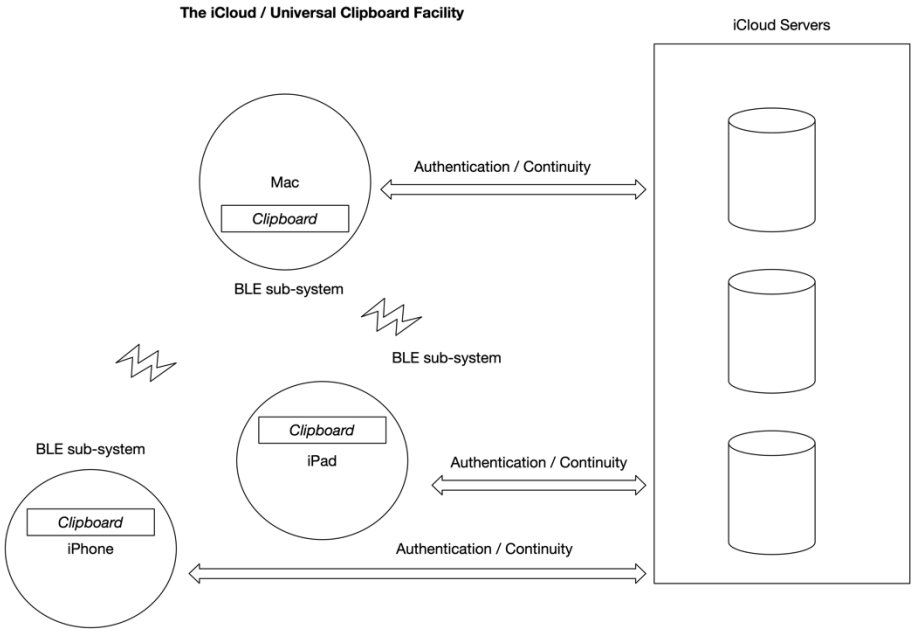 The iCloud / Universal Clipboard Facility
iCloud Servers
Authentication / Continuity
Mac
Clipboard
BLE sub-system
BLE sub-system
Clipboard
iPad
Authentication / Continuity
BLE sub-system
Clipboard
iPhone
Authentication / Continuity